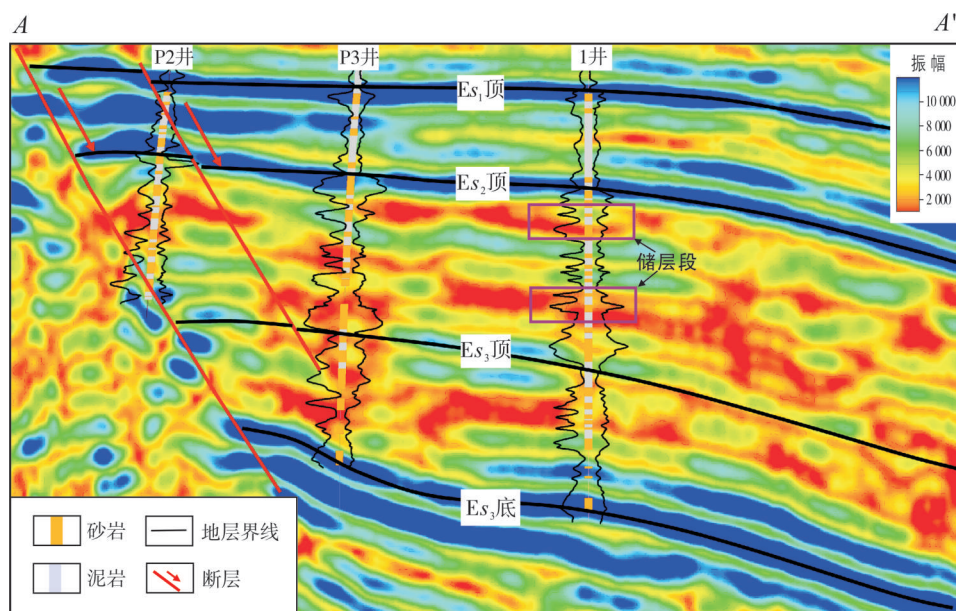 A
A'
P2井
P3井
1井
振幅
10 000
8 000
6 000
4 000
2 000
Es₁顶
Es₂顶
储层段
Es₃顶
Es₃底
砂岩
地层界线
泥岩
断层